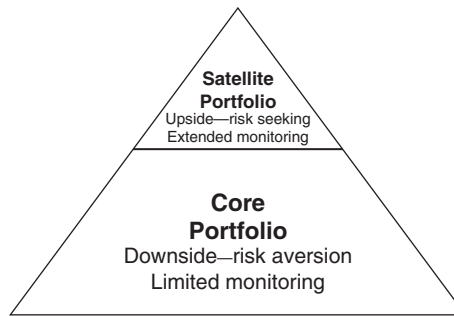 Satellite
Portfolio
Upside—risk seeking
Extended monitoring
Core
Portfolio
Downside—risk aversion
Limited monitoring